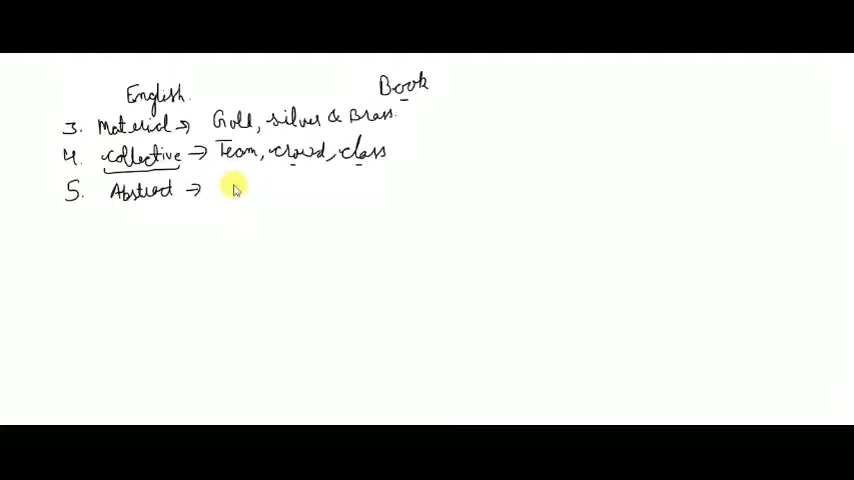 Book
English.
3. Material → Gold, silver & Brass.
4. Collective → Team, crowd, class
5. Abstract →